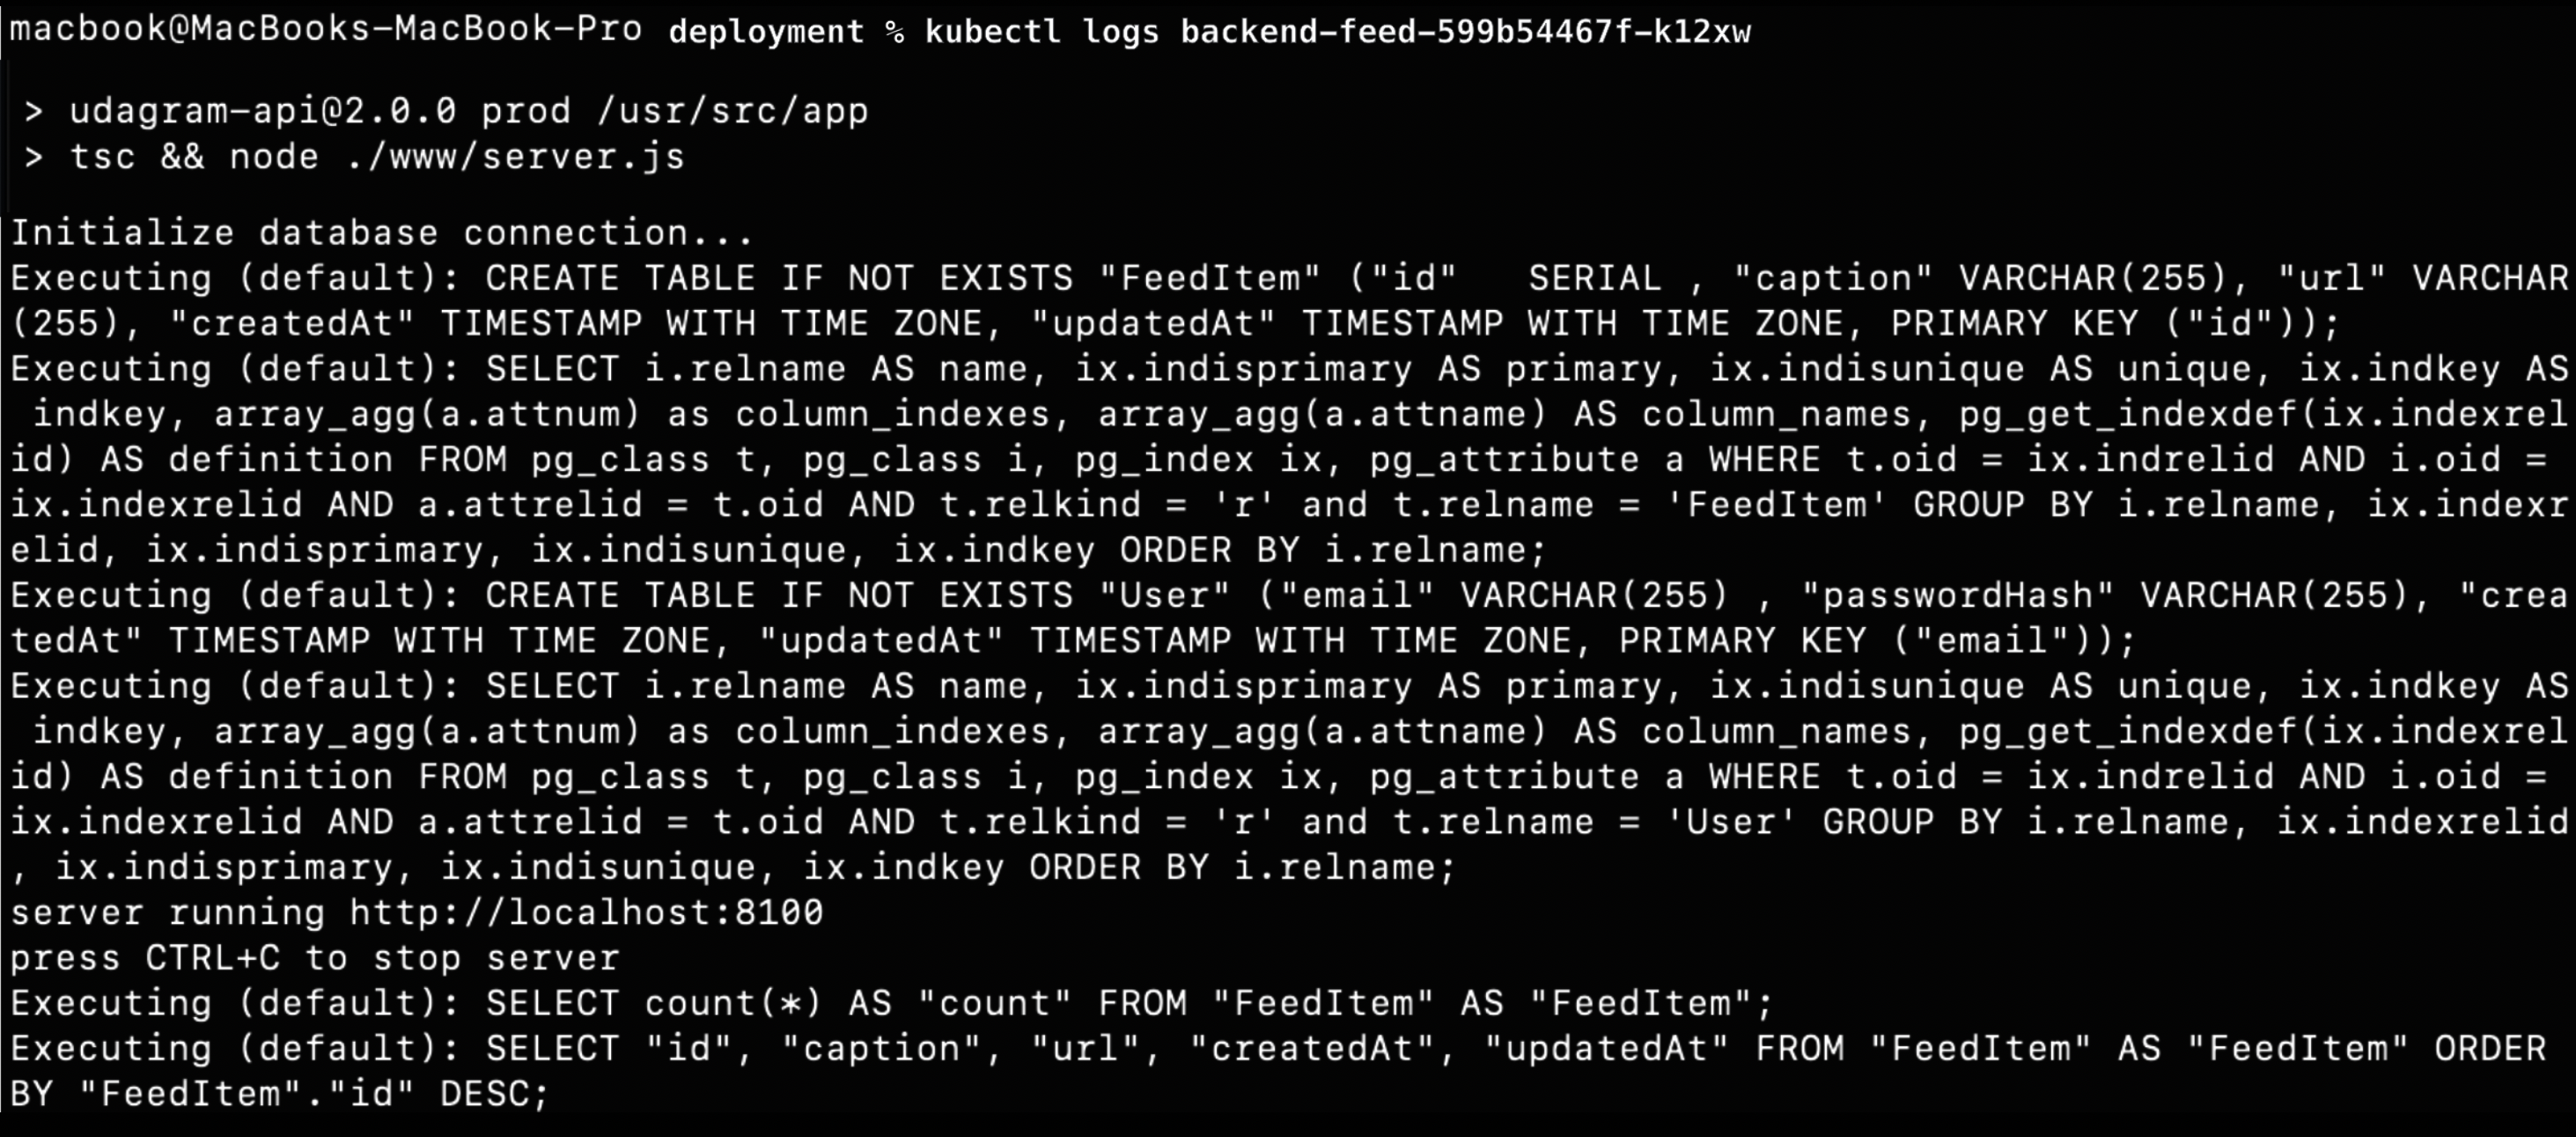 macbook@MacBooks-MacBook-Pro deployment % kubectl logs backend-feed-599b54467f-k12xw
> udagram-api@2.0.0 prod /usr/src/app
> tsc && node ./www/server.js
Initialize database connection...
Executing (default): CREATE TABLE IF NOT EXISTS "FeedItem" ("id"   SERIAL , "caption" VARCHAR(255), "url" VARCHAR
(255), "createdAt" TIMESTAMP WITH TIME ZONE, "updatedAt" TIMESTAMP WITH TIME ZONE, PRIMARY KEY ("id"));
Executing (default): SELECT i.relname AS name, ix.indisprimary AS primary, ix.indisunique AS unique, ix.indkey AS
 indkey, array_agg(a.attnum) as column_indexes, array_agg(a.attname) AS column_names, pg_get_indexdef(ix.indexrel
id) AS definition FROM pg_class t, pg_class i, pg_index ix, pg_attribute a WHERE t.oid = ix.indrelid AND i.oid =
ix.indexrelid AND a.attrelid = t.oid AND t.relkind = 'r' and t.relname = 'FeedItem' GROUP BY i.relname, ix.indexr
elid, ix.indisprimary, ix.indisunique, ix.indkey ORDER BY i.relname;
Executing (default): CREATE TABLE IF NOT EXISTS "User" ("email" VARCHAR(255) , "passwordHash" VARCHAR(255), "crea
tedAt" TIMESTAMP WITH TIME ZONE, "updatedAt" TIMESTAMP WITH TIME ZONE, PRIMARY KEY ("email"));
Executing (default): SELECT i.relname AS name, ix.indisprimary AS primary, ix.indisunique AS unique, ix.indkey AS
 indkey, array_agg(a.attnum) as column_indexes, array_agg(a.attname) AS column_names, pg_get_indexdef(ix.indexrel
id) AS definition FROM pg_class t, pg_class i, pg_index ix, pg_attribute a WHERE t.oid = ix.indrelid AND i.oid =
ix.indexrelid AND a.attrelid = t.oid AND t.relkind = 'r' and t.relname = 'User' GROUP BY i.relname, ix.indexrelid
, ix.indisprimary, ix.indisunique, ix.indkey ORDER BY i.relname;
server running http://localhost:8100
press CTRL+C to stop server
Executing (default): SELECT count(*) AS "count" FROM "FeedItem" AS "FeedItem";
Executing (default): SELECT "id", "caption", "url", "createdAt", "updatedAt" FROM "FeedItem" AS "FeedItem" ORDER
BY "FeedItem"."id" DESC;